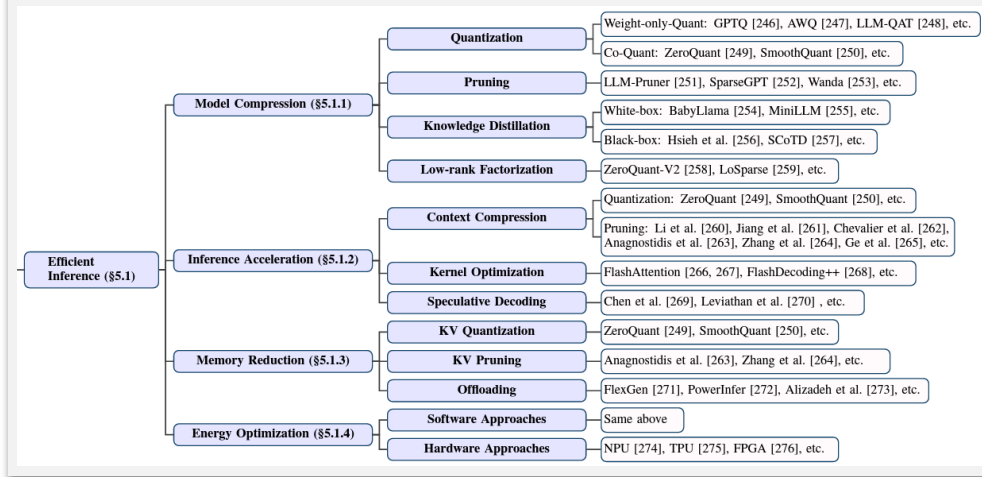 Weight-only-Quant: GPTQ [246], AWQ [247], LLM-QAT [248], etc.
Quantization
Co-Quant: ZeroQuant [249], SmoothQuant [250], etc.
Pruning
LLM-Pruner [251], SparseGPT [252], Wanda [253], etc.
Model Compression (§5.1.1)
White-box: BabyLlama [254], MiniLLM [255], etc.
Knowledge Distillation
Black-box: Hsieh et al. [256], SCoTD [257], etc.
Low-rank Factorization
ZeroQuant-V2 [258], LoSparse [259], etc.
Quantization: ZeroQuant [249], SmoothQuant [250], etc.
Context Compression
Pruning: Li et al. [260], Jiang et al. [261], Chevalier et al. [262],
Anagnostidis et al. [263], Zhang et al. [264], Ge et al. [265], etc.
Efficient
Inference (§5.1)
Inference Acceleration (§5.1.2)
Kernel Optimization
FlashAttention [266, 267], FlashDecoding++ [268], etc.
Speculative Decoding
Chen et al. [269], Leviathan et al. [270] , etc.
KV Quantization
ZeroQuant [249], SmoothQuant [250], etc.
Memory Reduction (§5.1.3)
KV Pruning
Anagnostidis et al. [263], Zhang et al. [264], etc.
Offloading
FlexGen [271], PowerInfer [272], Alizadeh et al. [273], etc.
Software Approaches
Same above
Energy Optimization (§5.1.4)
Hardware Approaches
NPU [274], TPU [275], FPGA [276], etc.